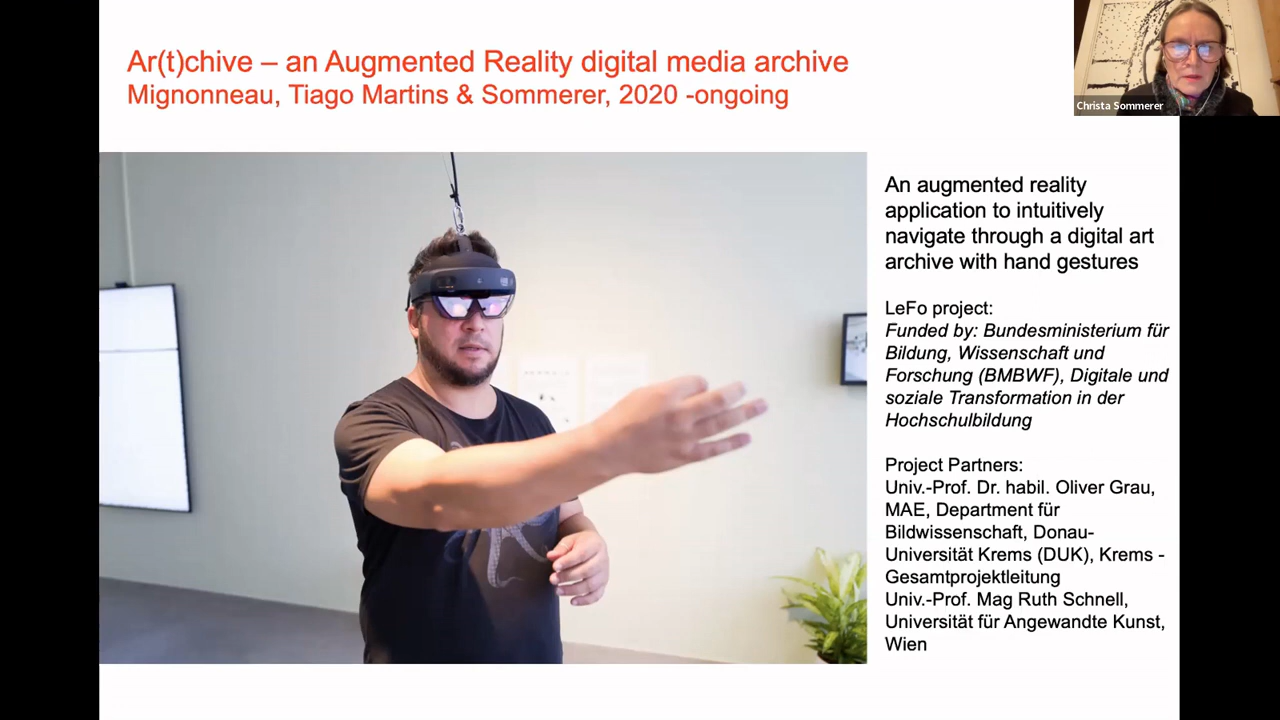 Ar(t)chive – an Augmented Reality digital media archive
Mignonneau, Tiago Martins & Sommerer, 2020 -ongoing
Christa Sommerer
An augmented reality
application to intuitively
navigate through a digital art
archive with hand gestures
LeFo project:
Funded by: Bundesministerium für
Bildung, Wissenschaft und
Forschung (BMBWF), Digitale und
soziale Transformation in der
Hochschulbildung
Project Partners:
Univ.-Prof. Dr. habil. Oliver Grau,
MAE, Department für
Bildwissenschaft, Donau-
Universität Krems (DUK), Krems -
Gesamtprojektleitung
Univ.-Prof. Mag Ruth Schnell,
Universität für Angewandte Kunst,
Wien